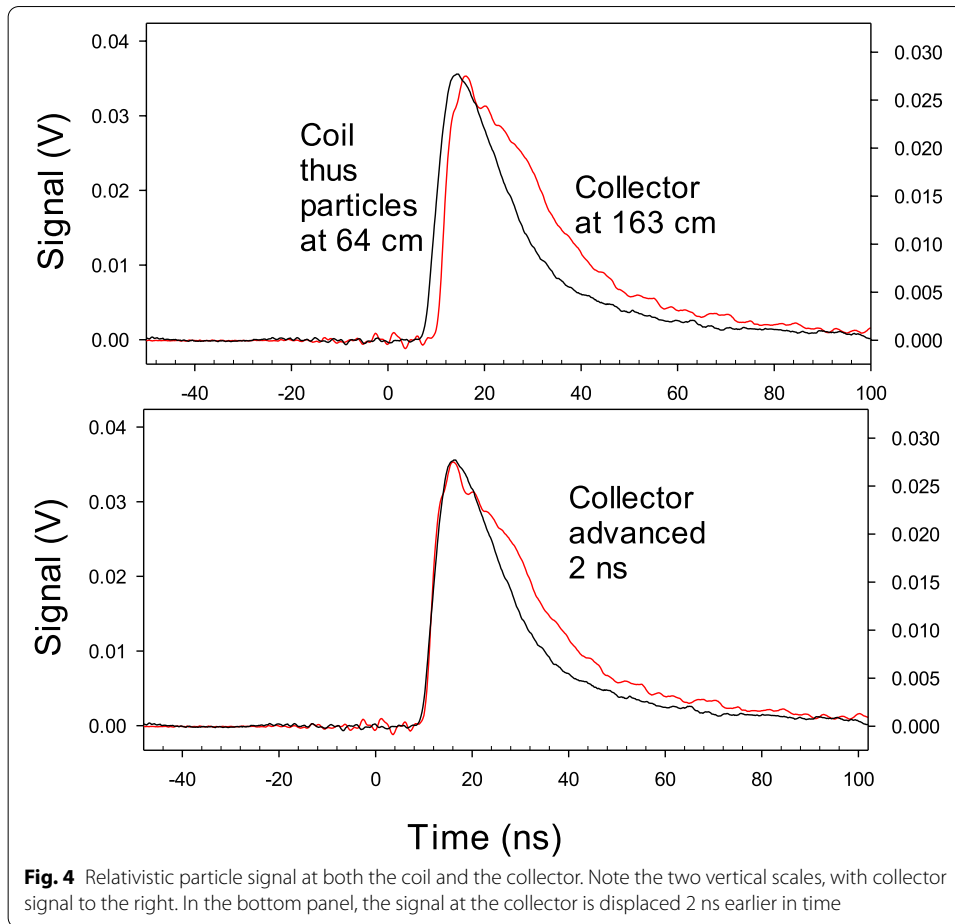 0.04
0.03
0.02
0.01
0.00
Signal (V)
0.030
0.025
0.020
0.015
0.010
0.005
0.000
Coil
thus
particles
at 64 cm
Collector
at 163 cm
-40 -20 0 20 40 60 80 100
0.04
0.03
0.02
0.01
0.00
Signal (V)
0.030
0.025
0.020
0.015
0.010
0.005
0.000
Collector
advanced
2 ns
-40 -20 0 20 40 60 80 100
Time (ns)
Fig. 4 Relativistic particle signal at both the coil and the collector. Note the two vertical scales, with collector
signal to the right. In the bottom panel, the signal at the collector is displaced 2 ns earlier in time